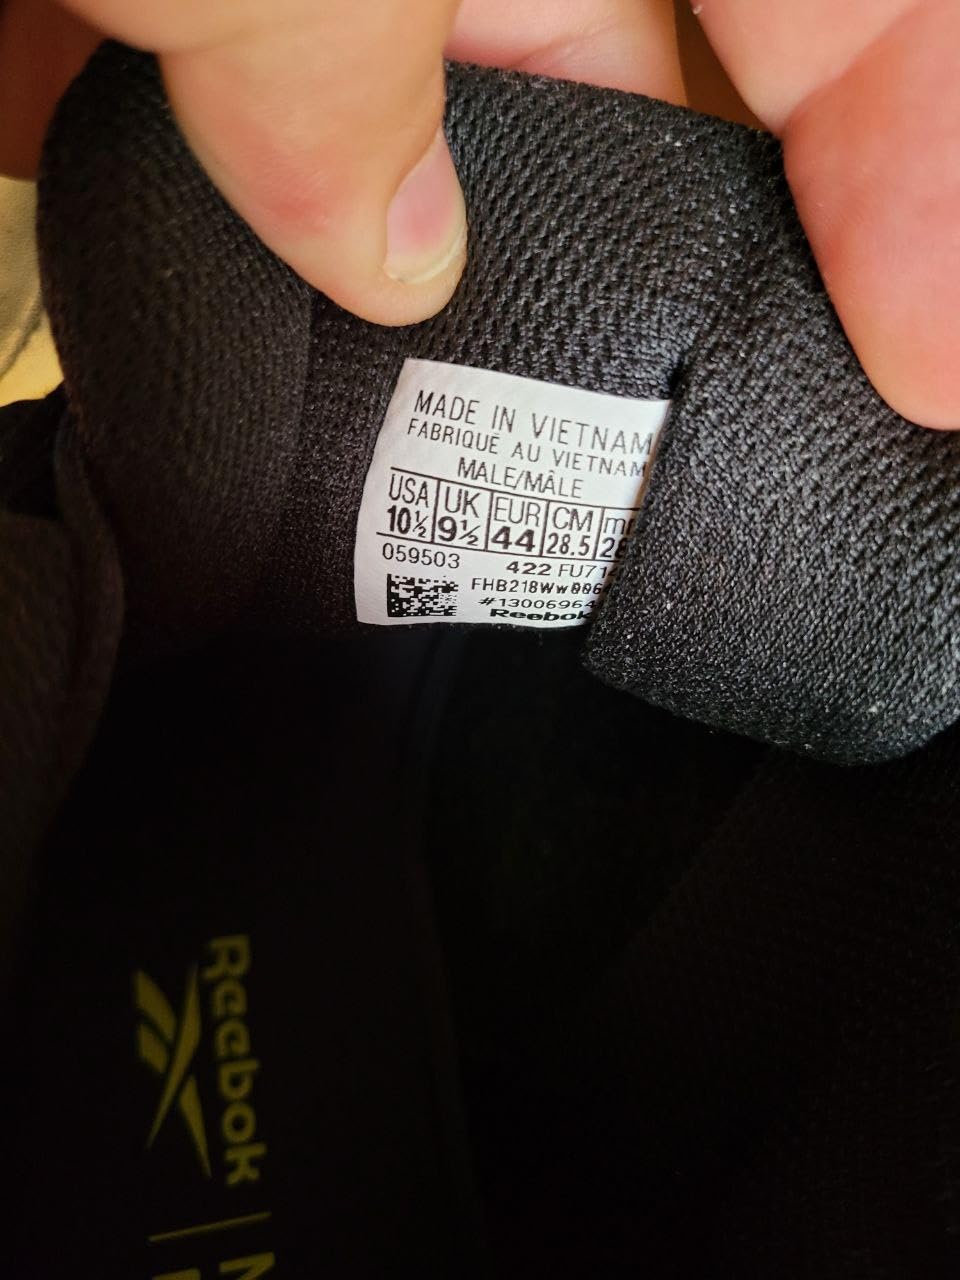 MADE IN VIETNAM
FABRIQUÉ AU VIETNAM
MALE/MÂLE
USA UK EUR CM
10½ 9½ 44 28.5
059503 422
#1300696
Reebok
Reebok